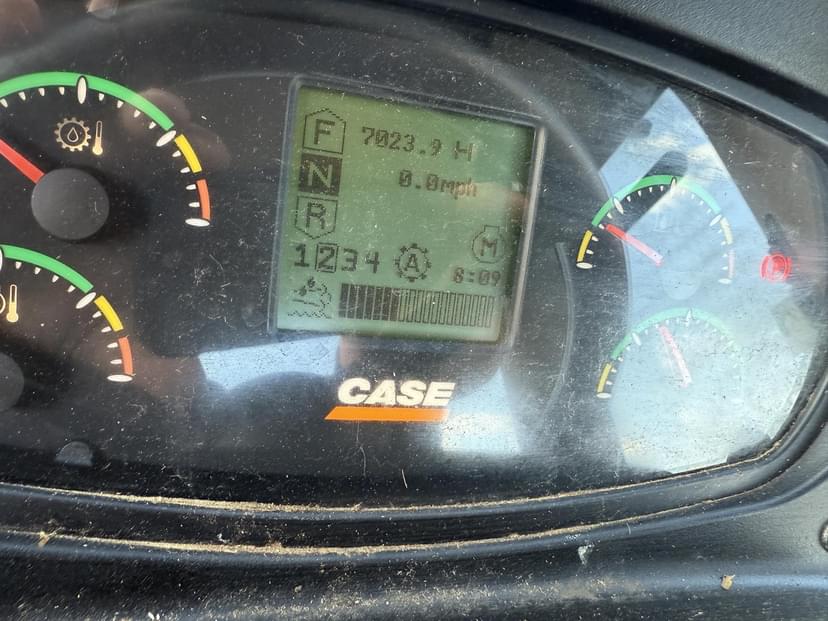 F 7023.9 H
N 0.0mph
R
1234 A M
8:09
CASE
P